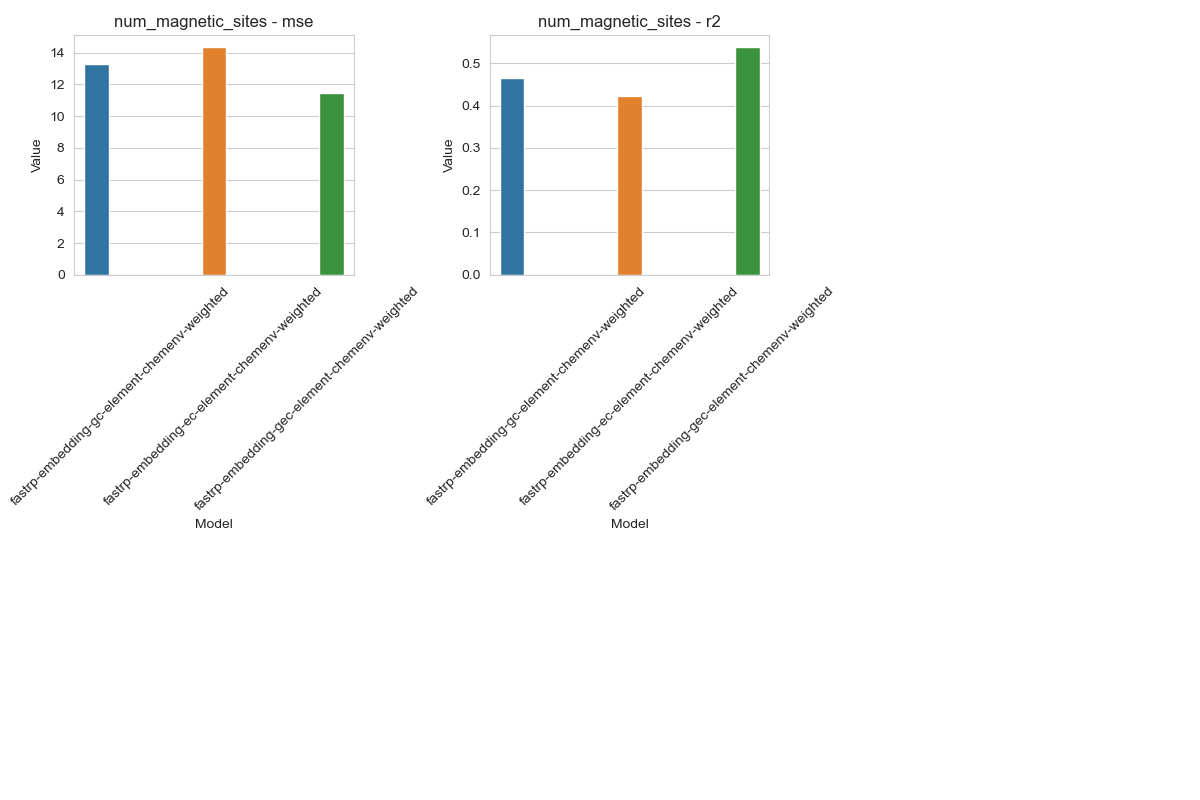 num_magnetic_sites - mse
14
12
10
8
6
4
2
0
Value
fastrp-embedding-gc-element-chemenv-weighted
fastrp-embedding-ec-element-chemenv-weighted
fastrp-embedding-gec-element-chemenv-weighted
Model
num_magnetic_sites - r2
0.5
0.4
0.3
0.2
0.1
0.0
Value
fastrp-embedding-gc-element-chemenv-weighted
fastrp-embedding-ec-element-chemenv-weighted
fastrp-embedding-gec-element-chemenv-weighted
Model